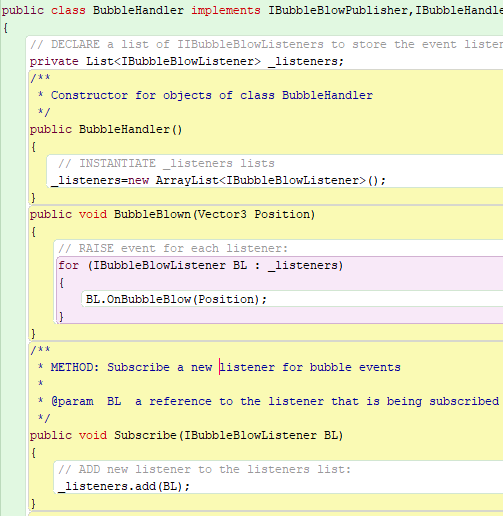 public class BubbleHandler implements IBubbleBlowPublisher,IBubbleHandle
{
// DECLARE a list of IIBubbleBlowListeners to store the event listen
private List<IBubbleBlowListener> _listeners;
/**
* Constructor for objects of class BubbleHandler
*/
public BubbleHandler()
{
// INSTANTIATE _listeners lists
_listeners=new ArrayList<IBubbleBlowListener>();
}
public void BubbleBlown(Vector3 Position)
{
// RAISE event for each listener:
for (IBubbleBlowListener BL : _listeners)
{
BL.OnBubbleBlow(Position);
}
}
/**
* METHOD: Subscribe a new listener for bubble events
*
* @param  BL  a reference to the listener that is being subscribed
*/
public void Subscribe(IBubbleBlowListener BL)
{
// ADD new listener to the listeners list:
_listeners.add(BL);
}